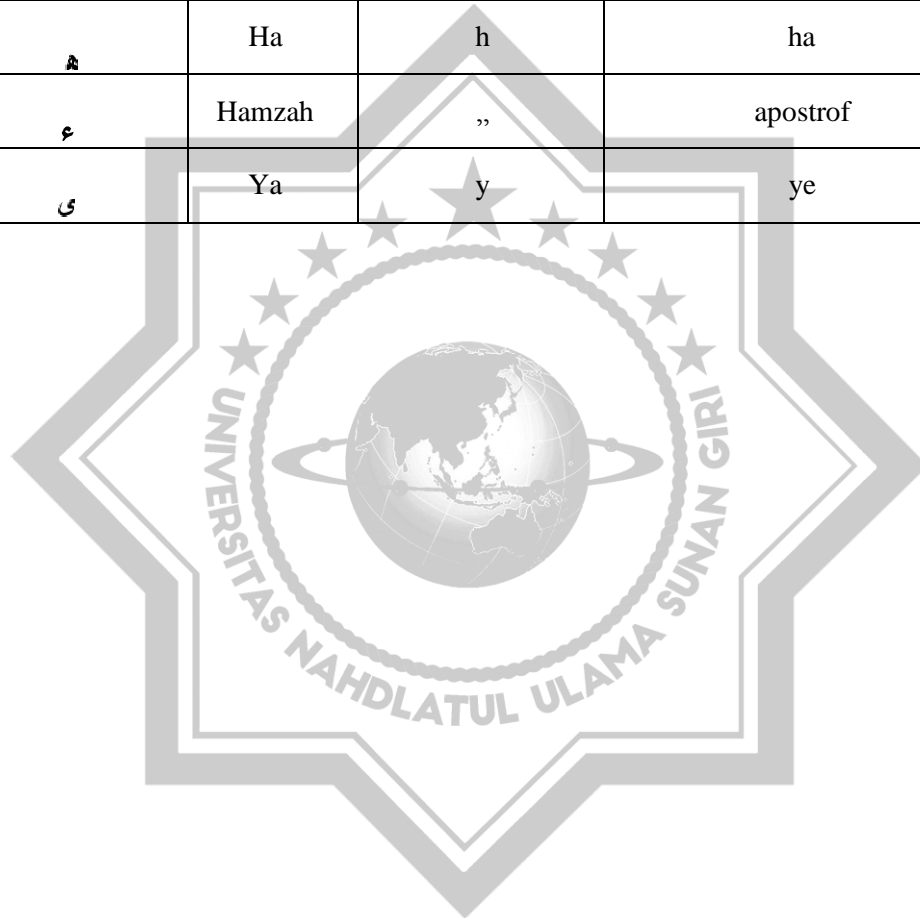 ه Ha h ha
ء Hamzah ” apostrof
ي Ya y ye
UNIVERSITAS NAHDLATUL ULAMA SUNAN GIRI